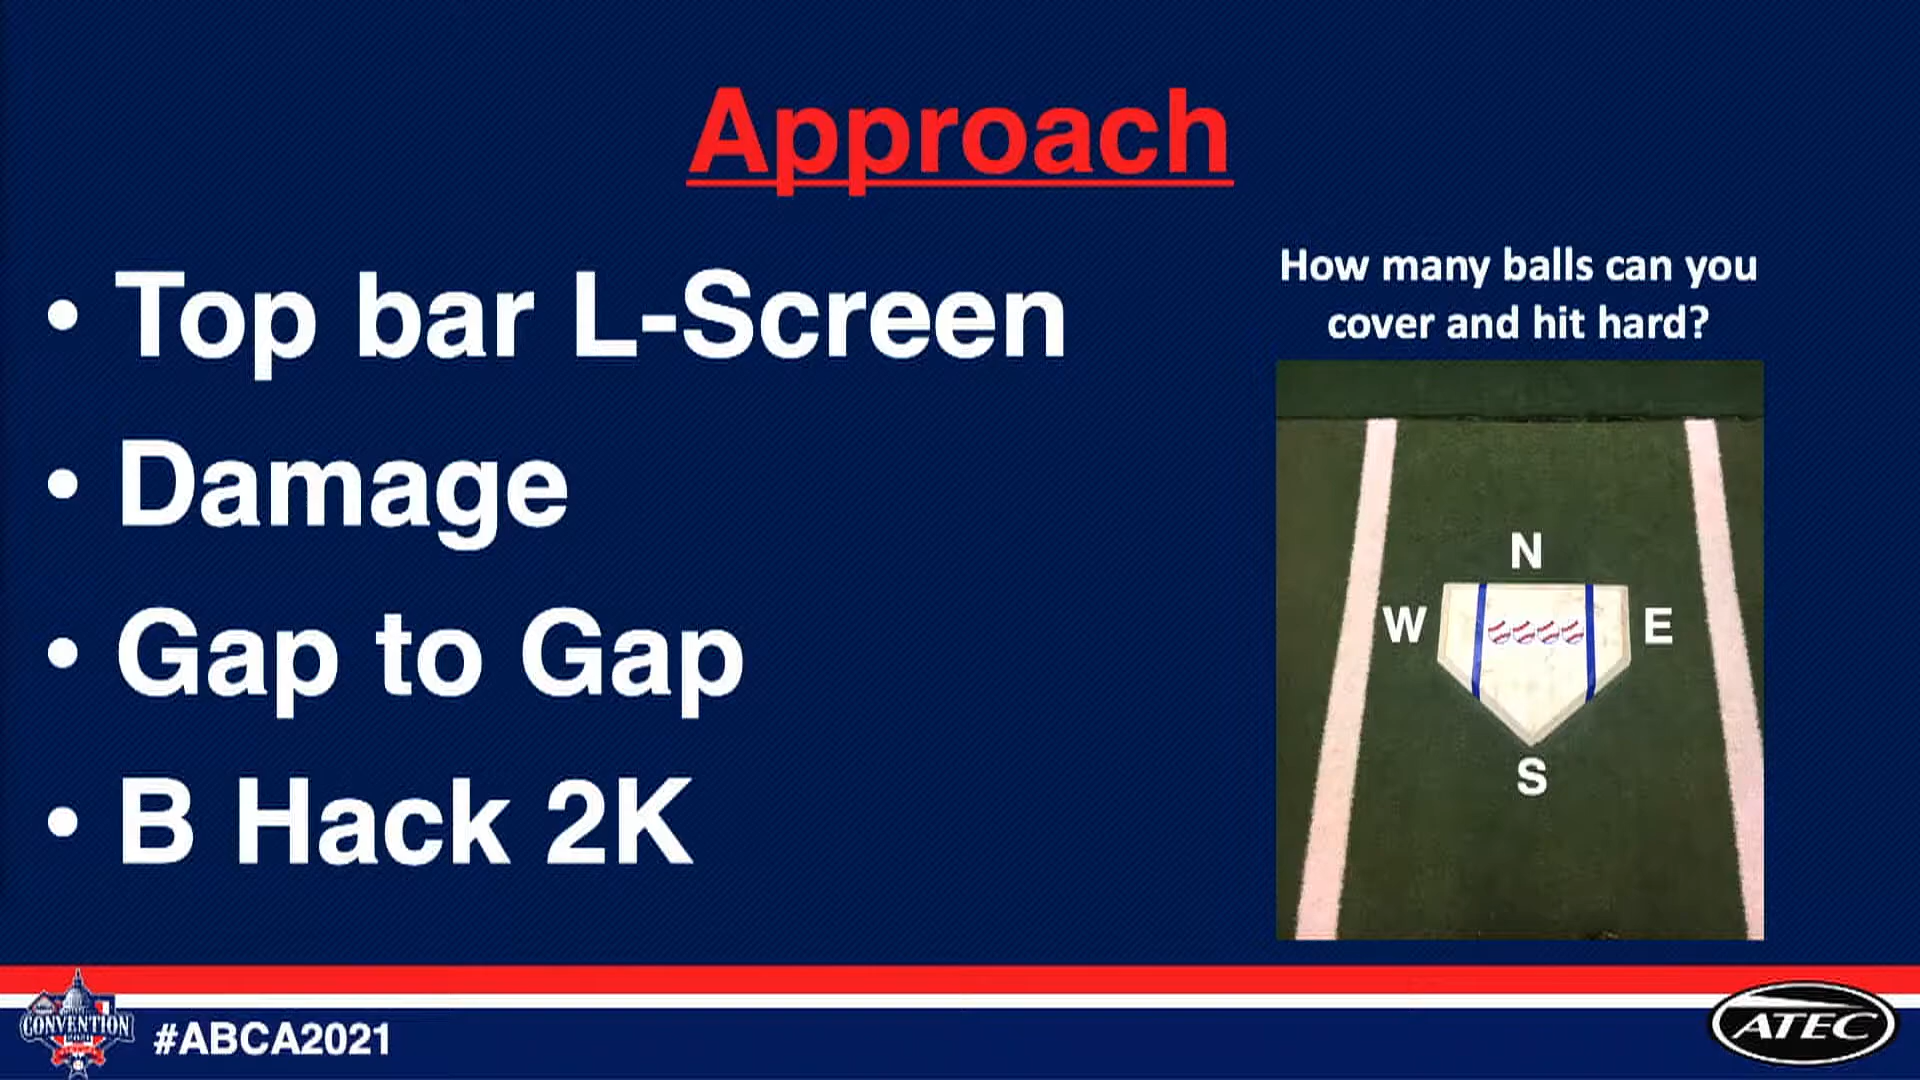 Approach
• Top bar L-Screen
• Damage
• Gap to Gap
• B Hack 2K
How many balls can you
cover and hit hard?
N
W E
S
CONVENTION
#ABCA2021
ATEC